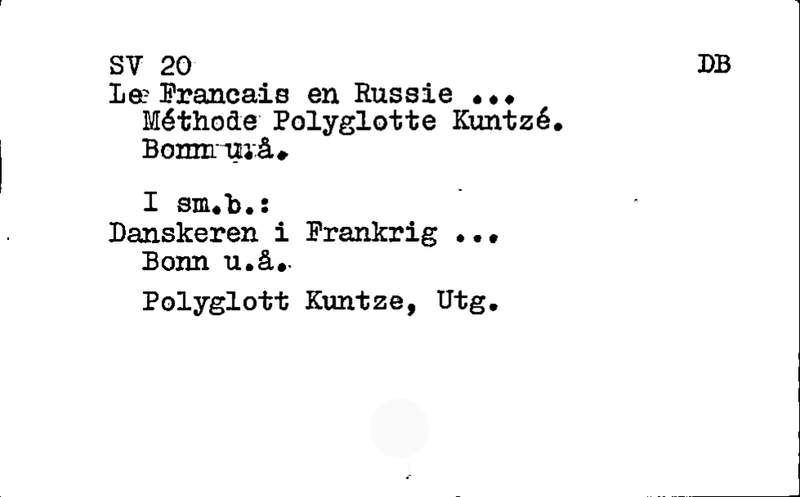 SV 20 DB
Le Francais en Russie ...
Méthode Polyglotte Kuntzé.
Bonn u.å.
I sm.b.:
Danskeren i Frankrig ...
Bonn u.å.
Polyglott Kuntze, Utg.